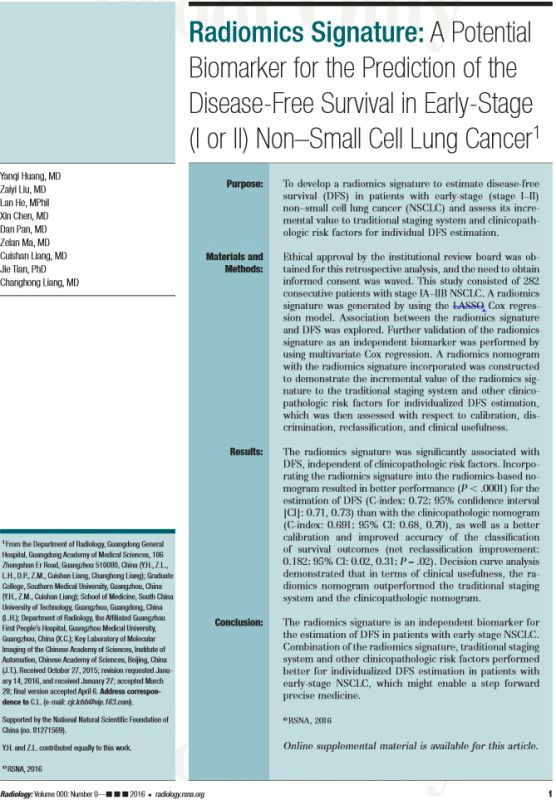 Radiomics Signature: A Potential
Biomarker for the Prediction of the
Disease-Free Survival in Early-Stage
(I or II) Non–Small Cell Lung Cancer1
Yanqi Huang, MD
Zaiyi Liu, MD
Lan He, MPhil
Xin Chen, MD
Dan Pan, MD
Zelan Ma, MD
Cuishan Liang, MD
Jie Tian, PhD
Changhong Liang, MD
Purpose: To develop a radiomics signature to estimate disease-free
survival (DFS) in patients with early-stage (stage I–II)
non–small cell lung cancer (NSCLC) and assess its incre-
mental value to traditional staging system and clinicopath-
ologic risk factors for individual DFS estimation.
Materials and Methods: Ethical approval by the institutional review board was ob-
tained for this retrospective analysis, and the need to obtain
informed consent was waved. This study consisted of 282
consecutive patients with stage IA–IIB NSCLC. A radiomics
signature was generated by using the LASSO Cox regres-
sion model. Association between the radiomics signature
and DFS was explored. Further validation of the radiomics
signature as an independent biomarker was performed by
using multivariate Cox regression. A radiomics nomogram
with the radiomics signature incorporated was constructed
to demonstrate the incremental value of the radiomics sig-
nature to the traditional staging system and other clinico-
pathologic risk factors for individualized DFS estimation,
which was then assessed with respect to calibration, dis-
crimination, reclassification, and clinical usefulness.
Results: The radiomics signature was significantly associated with
DFS, independent of clinicopathologic risk factors. Incorpo-
rating the radiomics signature into the radiomics-based no-
mogram resulted in better performance (P < .0001) for the
estimation of DFS (C-index: 0.72; 95% confidence interval
[CI]: 0.71, 0.73) than with the clinicopathologic nomogram
(C-index: 0.691; 95% CI: 0.68, 0.70), as well as a better
calibration and improved accuracy of the classification
of survival outcomes (net reclassification improvement:
0.182; 95% CI: 0.02, 0.31; P = .02). Decision curve analysis
demonstrated that in terms of clinical usefulness, the ra-
diomics nomogram outperformed the traditional staging
system and the clinicopathologic nomogram.
Conclusion: The radiomics signature is an independent biomarker for
the estimation of DFS in patients with early-stage NSCLC.
Combination of the radiomics signature, traditional staging
system and other clinicopathologic risk factors performed
better for individualized DFS estimation in patients with
early-stage NSCLC, which might enable a step forward
precise medicine.
©RSNA, 2016
Online supplemental material is available for this article.
1 From the Department of Radiology, Guangdong General
Hospital, Guangdong Academy of Medical Sciences, 106
Zhongshan Er Road, Guangzhou 510080, China (Y.H., Z.L.,
L.H., D.P., Z.M., Cuishan Liang, Changhong Liang); Graduate
College, Southern Medical University, Guangzhou, China
(Y.H., Z.M., Cuishan Liang); School of Medicine, South China
University of Technology, Guangzhou, Guangdong, China
(L.H.); Department of Radiology, the Affiliated Guangzhou
First People's Hospital, Guangzhou Medical University,
Guangzhou, China (X.C.); Key Laboratory of Molecular
Imaging of the Chinese Academy of Sciences, Institute of
Automation, Chinese Academy of Sciences, Beijing, China
(J.T.). Received October 27, 2015; revision requested Janu-
ary 14, 2016, and received January 27; accepted March
28; final version accepted April 6. Address correspon-
dence to C.L. (e-mail: cjr.lchh@vip.163.com).
Supported by the National Natural Scientific Foundation of
China (no. 81271569).
Y.H. and Z.L. contributed equally to this work.
©RSNA, 2016
Radiology: Volume 000: Number 0—■ ■ ■ 2016 ▪ radiology.rsna.org 1